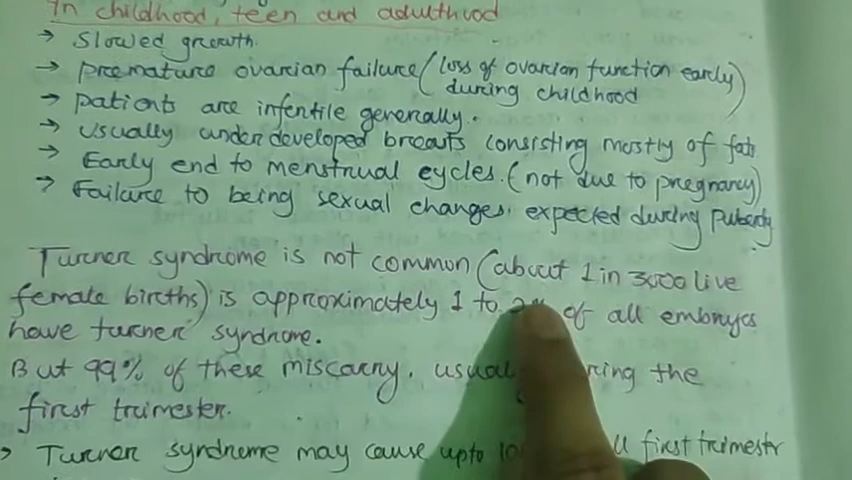 In childhood, teen and adulthood
→ Slowed growth.
→ premature ovarian failure (loss of ovarian function early
during childhood)
→ patients are infentile generally.
→ usually underdeveloped breasts consisting mostly of fats
→ Early end to menstrual cycles. (not due to pregnancy)
→ Failure to being sexual changes. expected during puberty
Turner syndrome is not common (about 1 in 3000 live
female births) is approximately 1 to of all embryos
have turner syndrome.
But 99% of these miscarry. the
first trimester.
Turner syndrome may cause upto first trimester